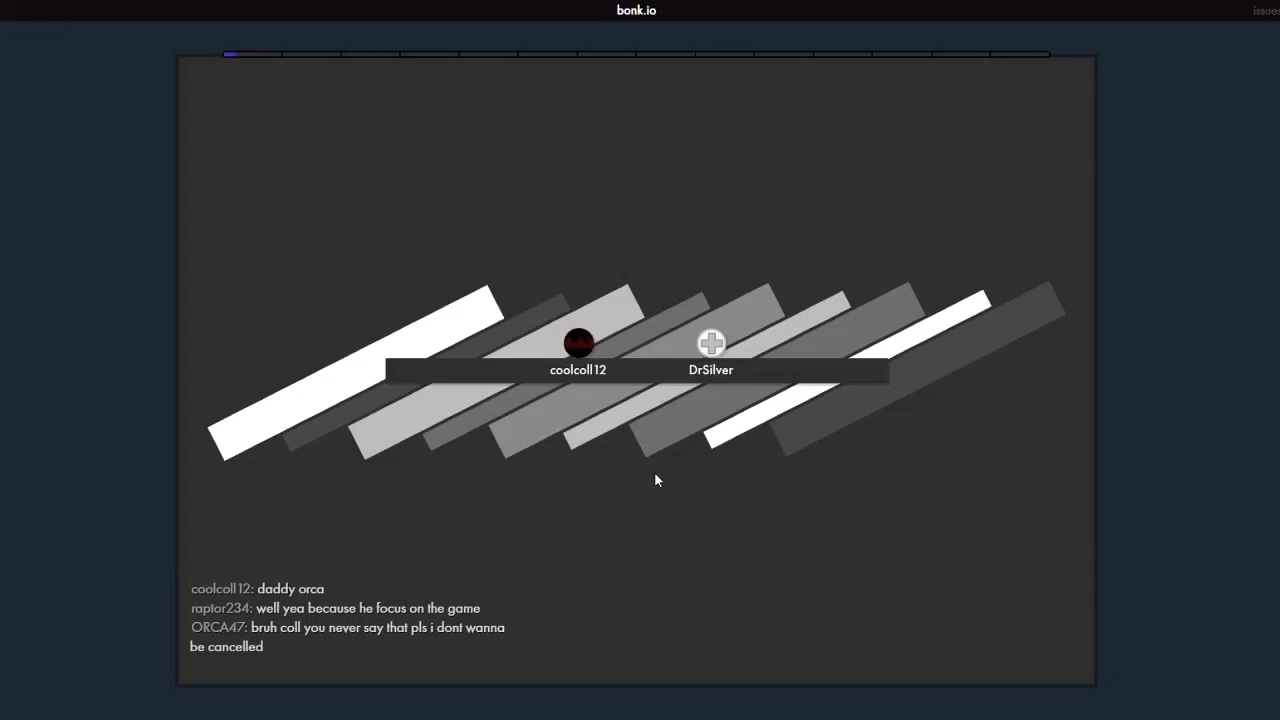 bonk.io
issues
coolcoll12
DrSilver
coolcoll12: daddy orca
raptor234: well yea because he focus on the game
ORCA47: bruh coll you never say that pls i dont wanna
be cancelled